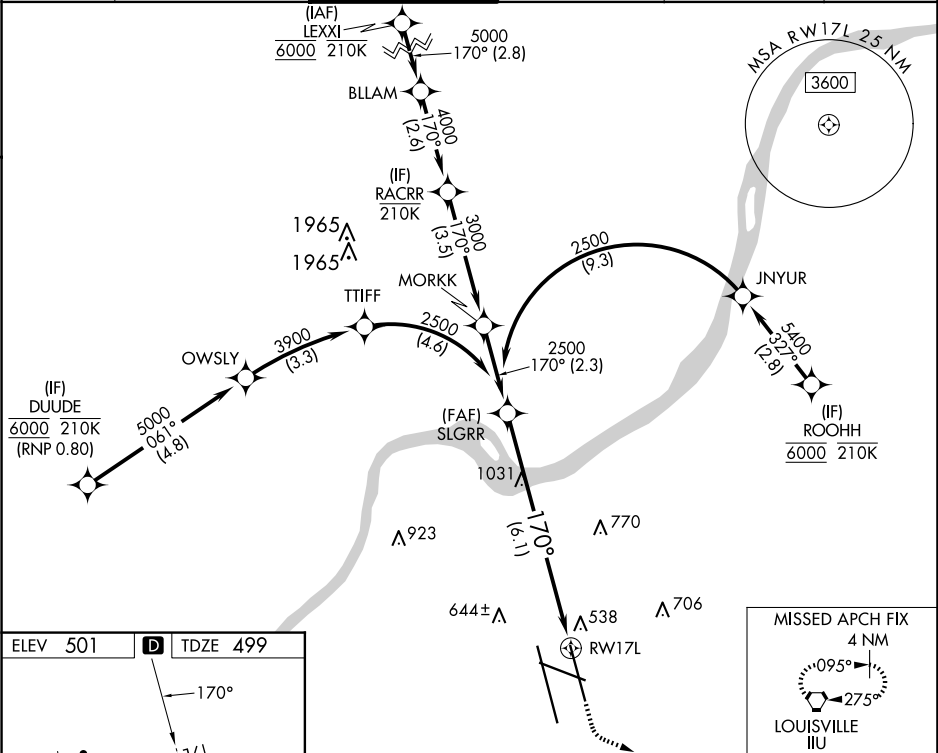 (IAF)
LEXXI
6000 210K
5000
170° (2.8)
BLLAM
4000
170°
(2.6)
(IF)
RACRR
210K
3000
170°
(3.5)
MSA RW17L 25 NM
3600
1965
1965
MORKK
2500
(9.3)
JNYUR
TTIFF
2500
(4.6)
3900
(3.3)
OWSLY
2500
170° (2.3)
5400
327°
(2.8)
(IF)
ROOHH
6000 210K
(IF)
DUUDE
6000 210K
(RNP 0.80)
5000
061°
(4.8)
(FAF)
SLGRR
1031
170°
(6.1)
923
770
644±
538
706
RW17L
ELEV 501
D
TDZE 499
170°
MISSED APCH FIX
4 NM
095°
275°
LOUISVILLE
IIU